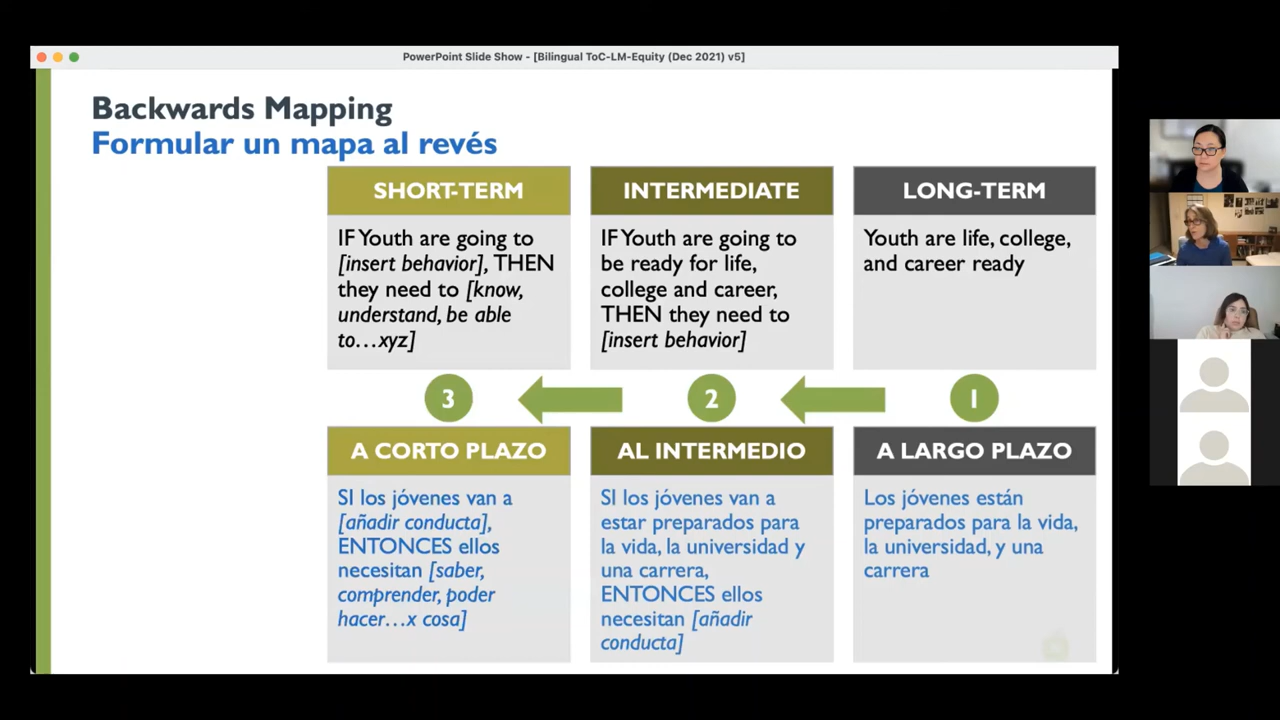 PowerPoint Slide Show - [Bilingual ToC-LM-Equity (Dec 2021) v5]
Backwards Mapping
Formular un mapa al revés
SHORT-TERM
IF Youth are going to
[insert behavior], THEN
they need to [know,
understand, be able
to...xyz]
INTERMEDIATE
IF Youth are going to
be ready for life,
college and career,
THEN they need to
[insert behavior]
LONG-TERM
Youth are life, college,
and career ready
3
2
1
A CORTO PLAZO
SI los jóvenes van a
[añadir conducta],
ENTONCES ellos
necesitan [saber,
comprender, poder
hacer...x cosa]
AL INTERMEDIO
SI los jóvenes van a
estar preparados para
la vida, la universidad y
una carrera,
ENTONCES ellos
necesitan [añadir
conducta]
A LARGO PLAZO
Los jóvenes están
preparados para la vida,
la universidad, y una
carrera